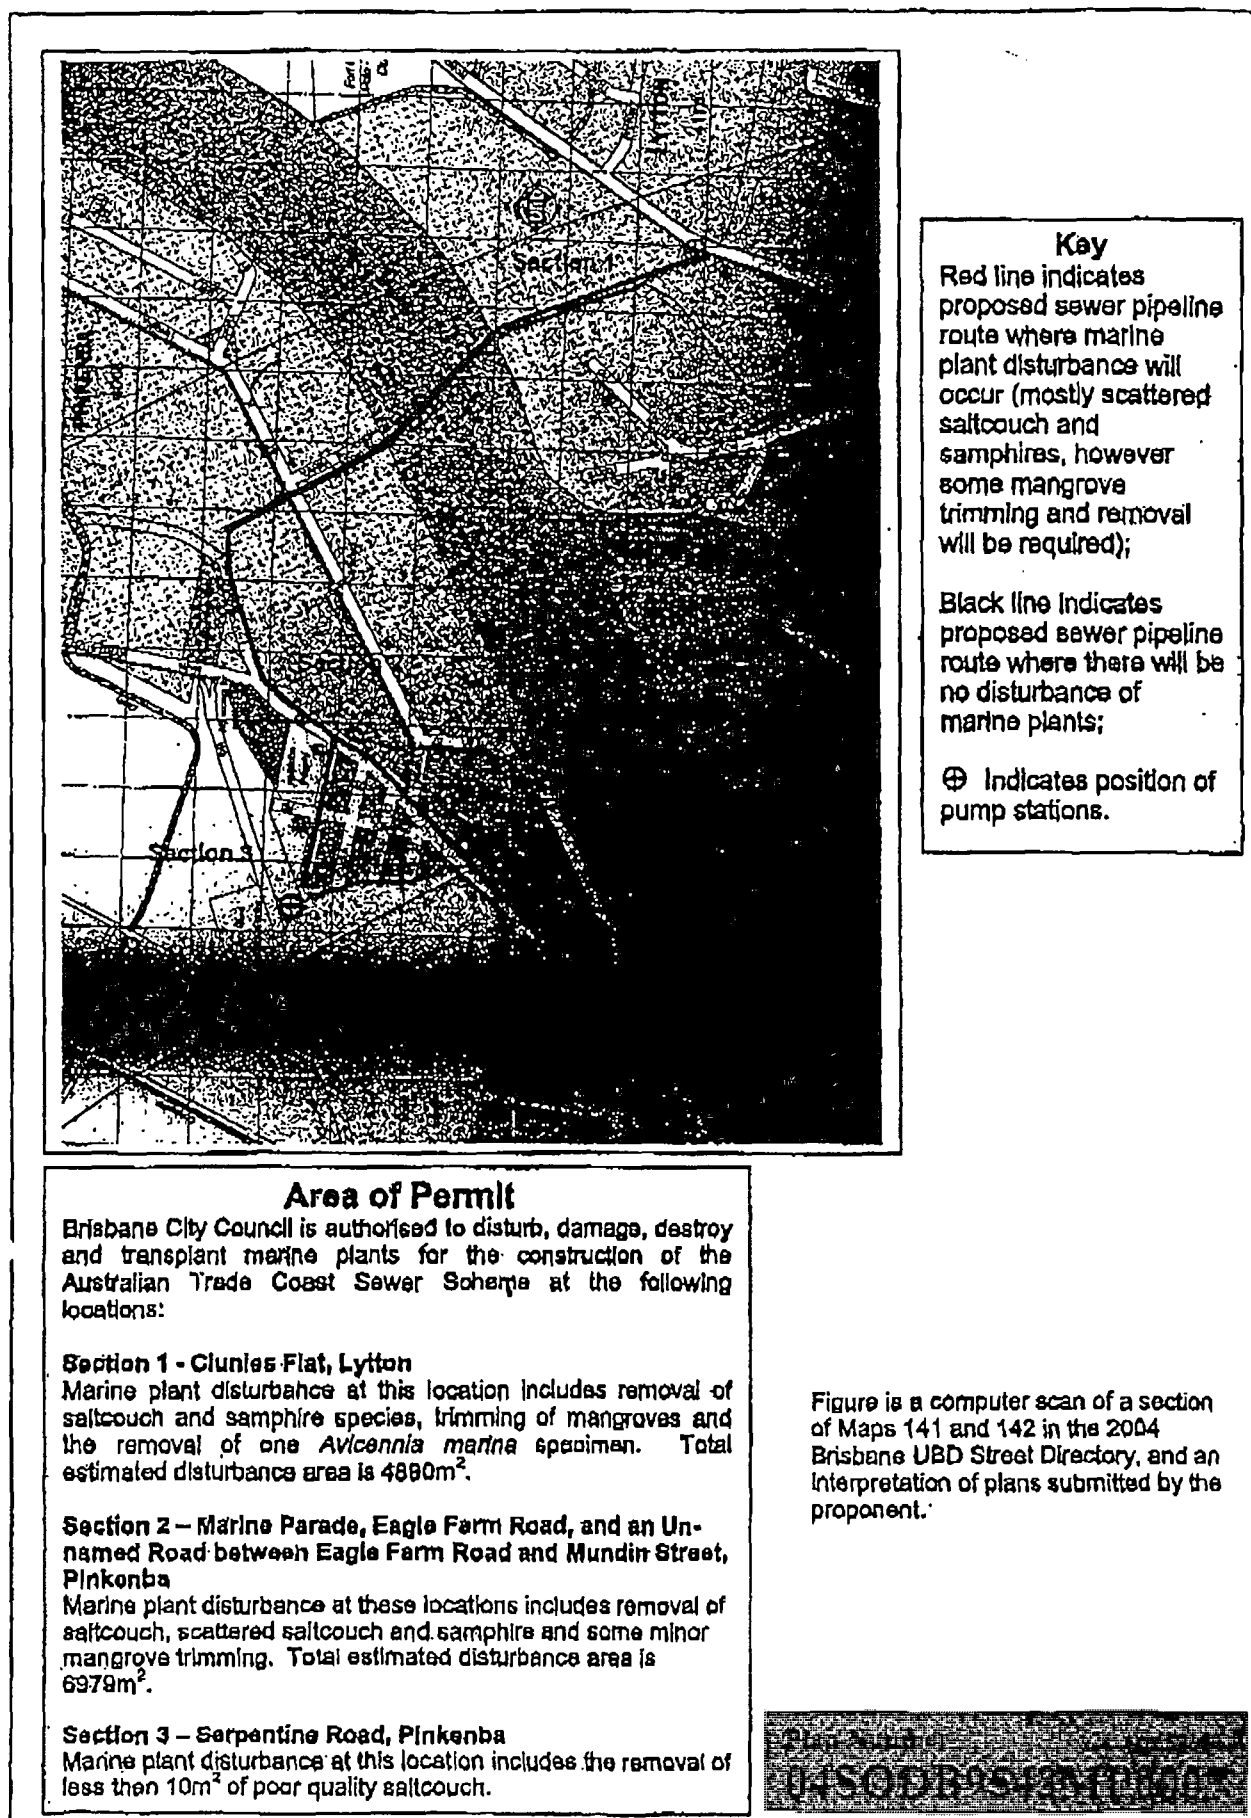 Section 1
LYTTON
Section 3
Key
Red line indicates
proposed sewer pipeline
route where marine
plant disturbance will
occur (mostly scattered
saltcouch and
samphires, however
some mangrove
trimming and removal
will be required);
Black line indicates
proposed sewer pipeline
route where there will be
no disturbance of
marine plants;
⊕ Indicates position of
pump stations.
Area of Permit
Brisbane City Council is authorised to disturb, damage, destroy
and transplant marine plants for the construction of the
Australian Trade Coast Sewer Scheme at the following
locations:
Section 1 - Clunies Flat, Lytton
Marine plant disturbance at this location includes removal of
saltcouch and samphire species, trimming of mangroves and
the removal of one Avicennia marina specimen. Total
estimated disturbance area is 4890m².
Section 2 – Marine Parade, Eagle Farm Road, and an Un-
named Road between Eagle Farm Road and Mundin Street,
Pinkenba
Marine plant disturbance at these locations includes removal of
saltcouch, scattered saltcouch and samphire and some minor
mangrove trimming. Total estimated disturbance area is
6979m².
Section 3 – Serpentine Road, Pinkenba
Marine plant disturbance at this location includes the removal of
less then 10m² of poor quality saltcouch.
Figure is a computer scan of a section
of Maps 141 and 142 in the 2004
Brisbane UBD Street Directory, and an
interpretation of plans submitted by the
proponent.